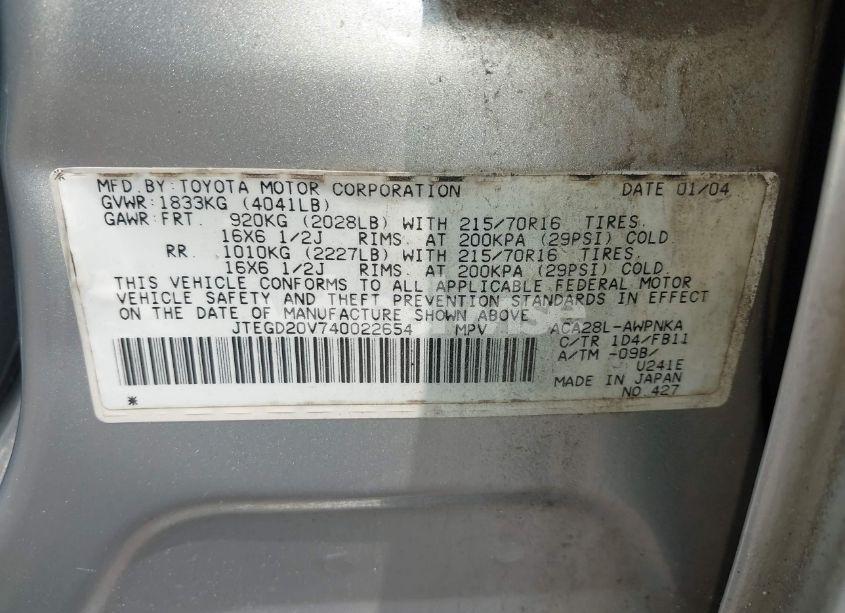 MFD.BY:TOYOTA MOTOR CORPORATION DATE 01/04
GVWR:1833KG (4041LB)
GAWR:FRT. 920KG (2028LB) WITH 215/70R16 TIRES.
16X6 1/2J RIMS. AT 200KPA (29PSI) COLD
RR. 1010KG (2227LB) WITH 215/70R16 TIRES.
16X6 1/2J RIMS. AT 200KPA (29PSI) COLD.
THIS VEHICLE CONFORMS TO ALL APPLICABLE FEDERAL MOTOR
VEHICLE SAFETY AND THEFT PREVENTION STANDARDS IN EFFECT
ON THE DATE OF MANUFACTURE SHOWN ABOVE.
JTEGD20V740022654 MPV ACA28L-AWPNKA
C/TR 1D4/FB11
A/TM -09B/
U241E
MADE IN JAPAN
* NO.427